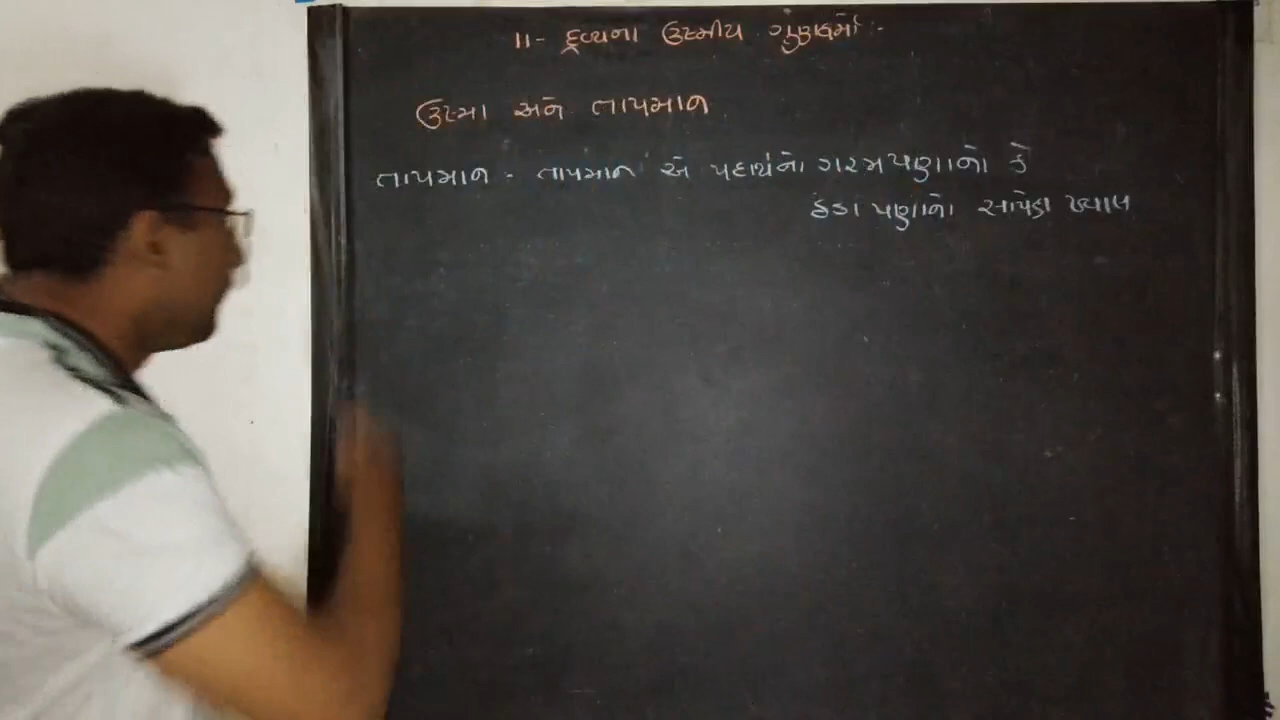 11- દ્રવ્યના ઉષ્મીય ગુણધર્મો :-
ઉષ્મા અને તાપમાન
તાપમાન - તાપમાન એ પદાર્થનો ગરમપણાનો કે
ઠંડા પણાનો સાપેક્ષ ખ્યાલ